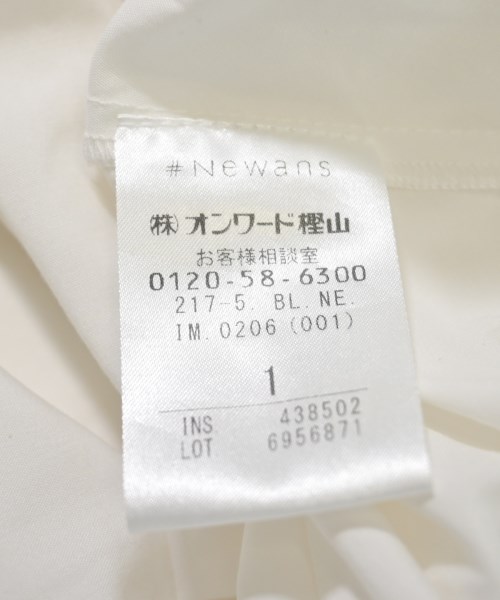 #Newans
(株)オンワード樫山
お客様相談室
0120-58-6300
217-5. BL.NE.
IM.0206(001)
1
INS 438502
LOT 6956871